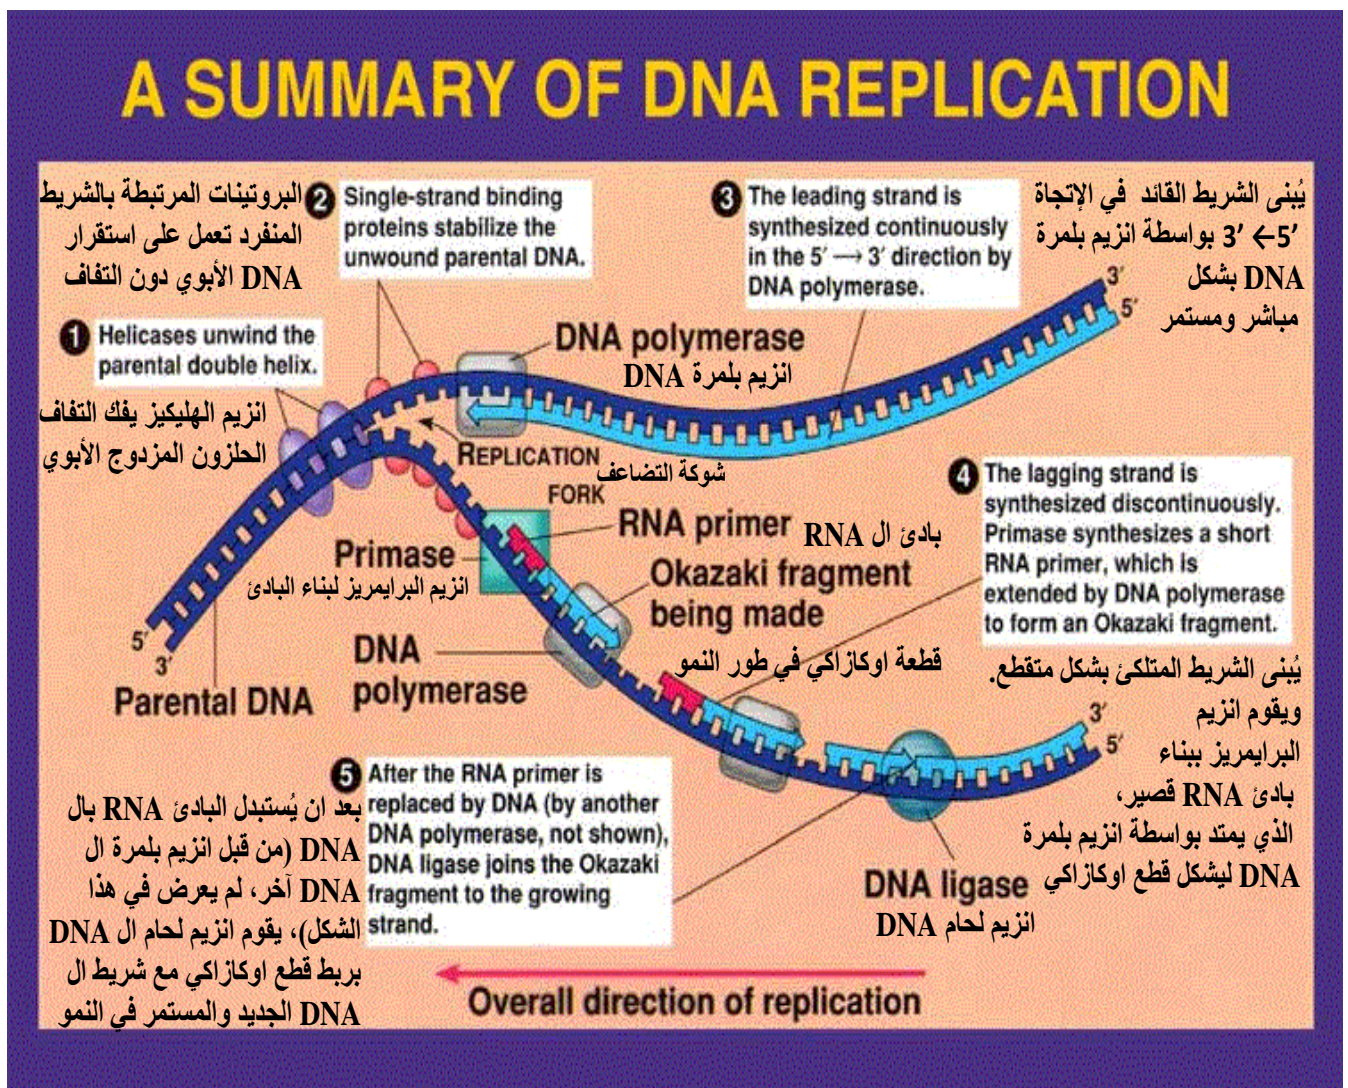 A SUMMARY OF DNA REPLICATION
❶ Helicases unwind the
parental double helix.
انزيم الهليكيز يفك التفاف
الحلزون المزدوج الأبوي
❷ Single-strand binding
proteins stabilize the
unwound parental DNA.
البروتينات المرتبطة بالشريط
المنفرد تعمل على استقرار
DNA الأبوي دون التفاف
❸ The leading strand is
synthesized continuously
in the 5′ → 3′ direction by
DNA polymerase.
يُبنى الشريط القائد في الإتجاة
3′ ←5′ بواسطة انزيم بلمرة
DNA بشكل
مباشر ومستمر
3′
5′
DNA polymerase
انزيم بلمرة DNA
REPLICATION
FORK
شوكة التضاعف
RNA primer
بادئ ال RNA
Primase
انزيم البرايمريز لبناء البادئ
Okazaki fragment
being made
قطعة اوكازاكي في طور النمو
DNA
polymerase
5′
3′
Parental DNA
❹ The lagging strand is
synthesized discontinuously.
Primase synthesizes a short
RNA primer, which is
extended by DNA polymerase
to form an Okazaki fragment.
يُبنى الشريط المتلكئ بشكل متقطع.
ويقوم انزيم
البرايمريز ببناء
بادئ RNA قصير،
الذي يمتد بواسطة انزيم بلمرة
DNA ليشكل قطع اوكازاكي
3′
5′
❺ After the RNA primer is
replaced by DNA (by another
DNA polymerase, not shown),
DNA ligase joins the Okazaki
fragment to the growing
strand.
بعد ان يُستبدل البادئ RNA بال
DNA (من قبل انزيم بلمرة ال
DNA آخر، لم يعرض في هذا
الشكل)، يقوم انزيم لحام ال DNA
بربط قطع اوكازاكي مع شريط ال
DNA الجديد والمستمر في النمو
DNA ligase
انزيم لحام DNA
Overall direction of replication